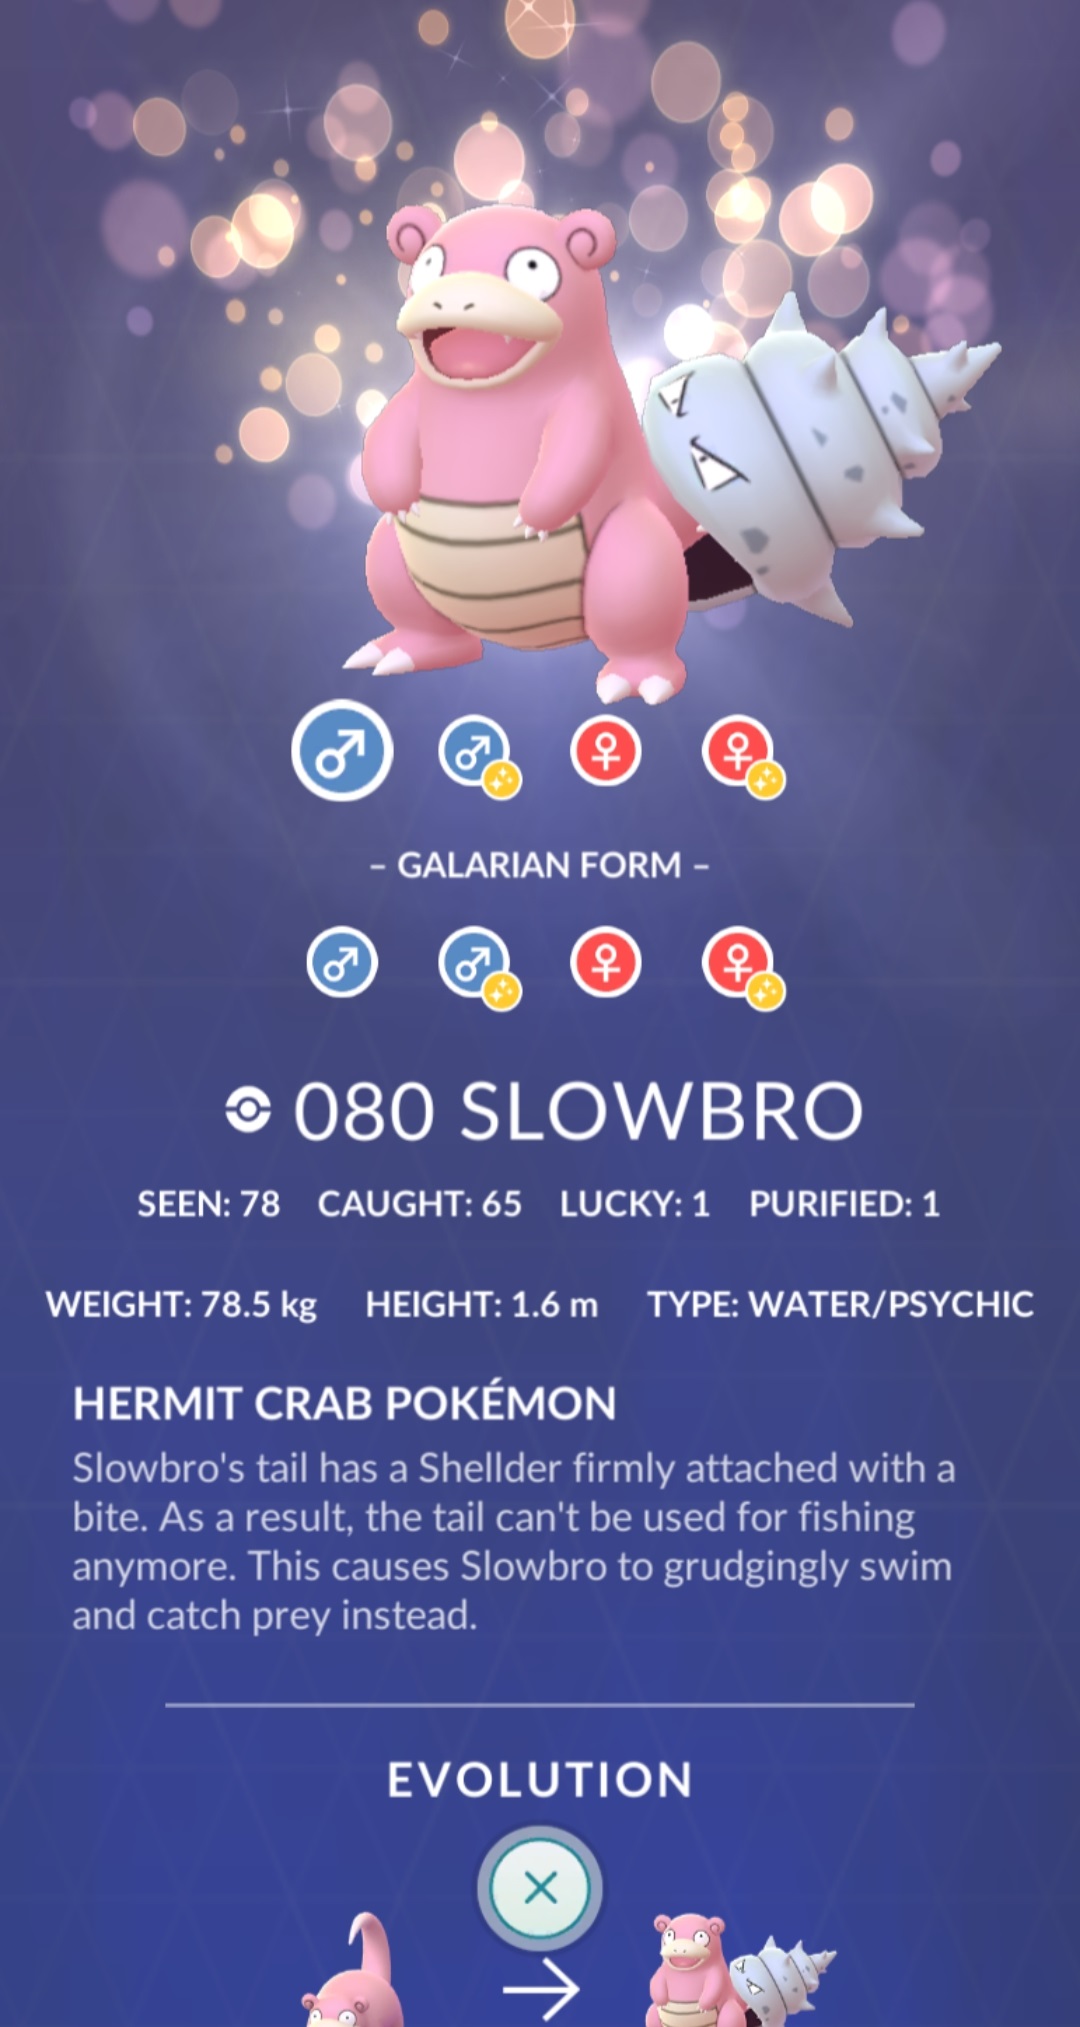 – GALARIAN FORM –
080 SLOWBRO
SEEN: 78 CAUGHT: 65 LUCKY: 1 PURIFIED: 1
WEIGHT: 78.5 kg HEIGHT: 1.6 m TYPE: WATER/PSYCHIC
HERMIT CRAB POKÉMON
Slowbro's tail has a Shellder firmly attached with a
bite. As a result, the tail can't be used for fishing
anymore. This causes Slowbro to grudgingly swim
and catch prey instead.
EVOLUTION